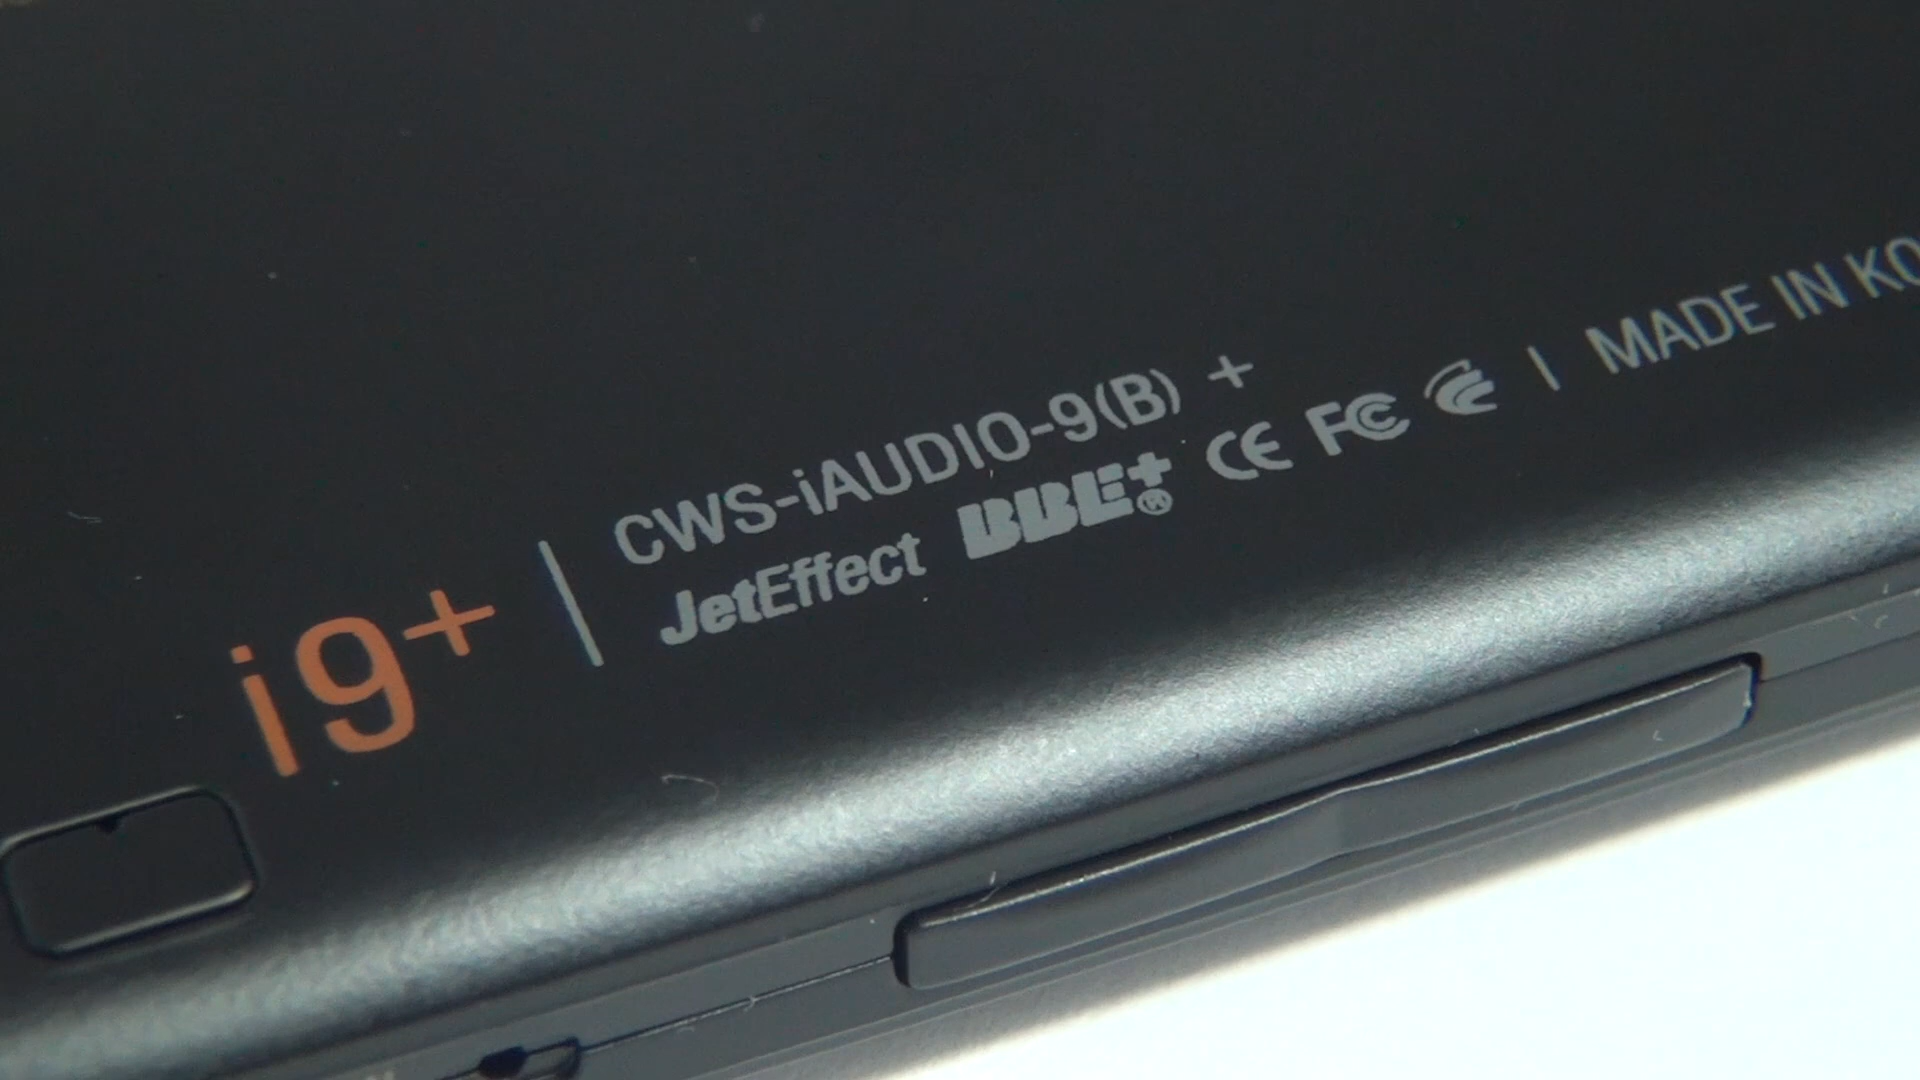 i9+
CWS-iAUDIO-9(B) +
JetEffect BBE+® CE FC | MADE IN KO